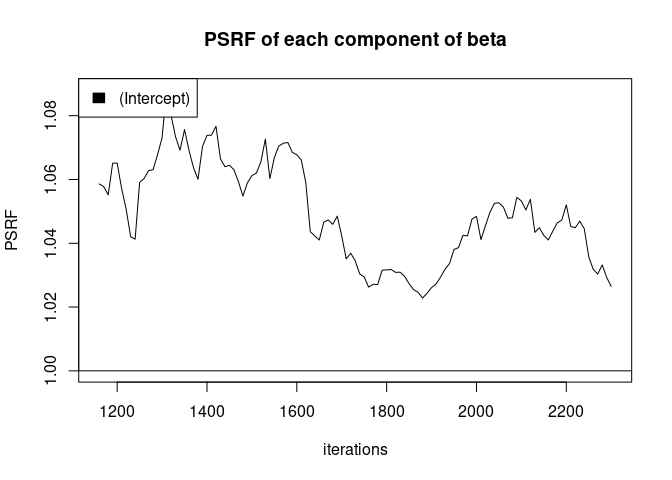 PSRF of each component of beta
(Intercept)
PSRF
1.08
1.06
1.04
1.02
1.00
1200 1400 1600 1800 2000 2200
iterations